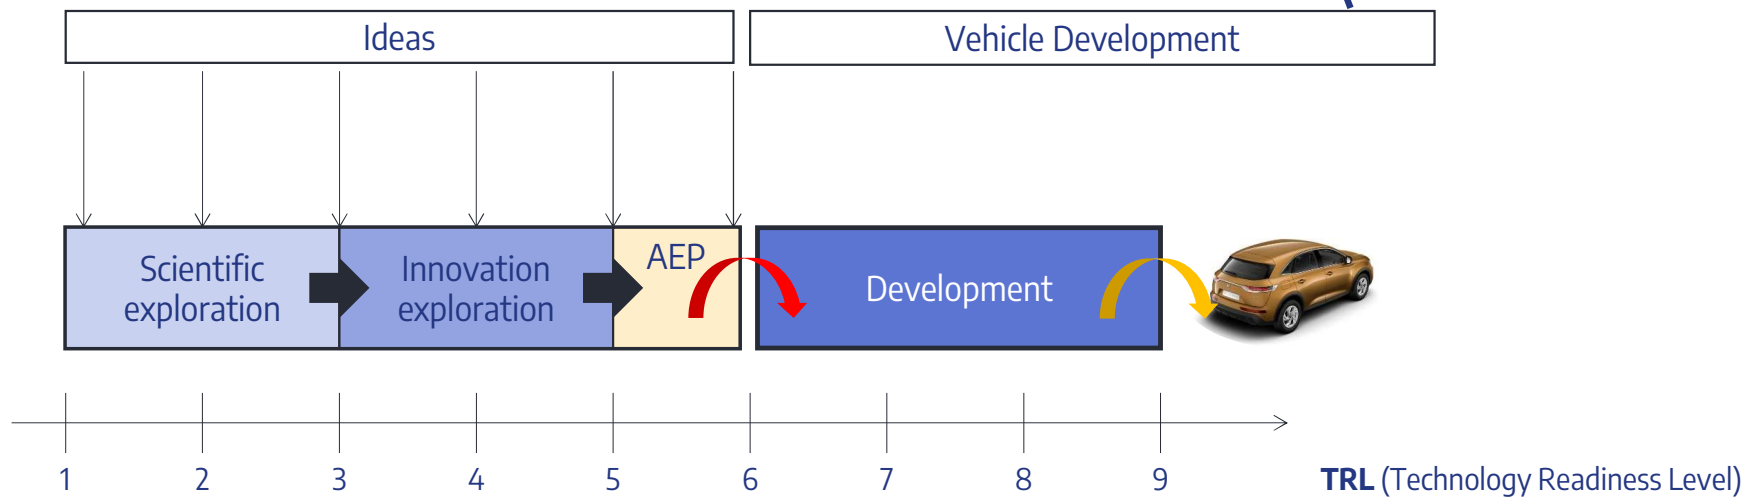 Ideas
Vehicle Development
Scientific
exploration
Innovation
exploration
AEP
Development
1
2
3
4
5
6
7
8
9
TRL (Technology Readiness Level)